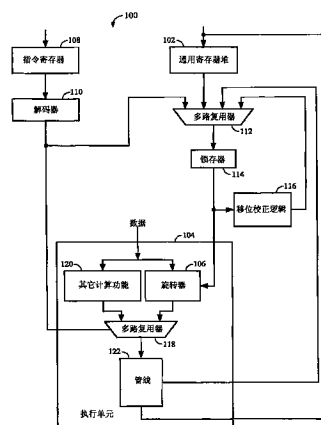 100
108
指令寄存器
102
通用寄存器堆
110
解码器
多路复用器
112
锁存器
114
116
移位校正逻辑
数据
104
120
其它计算功能
106
旋转器
多路复用器
118
122
管线
执行单元